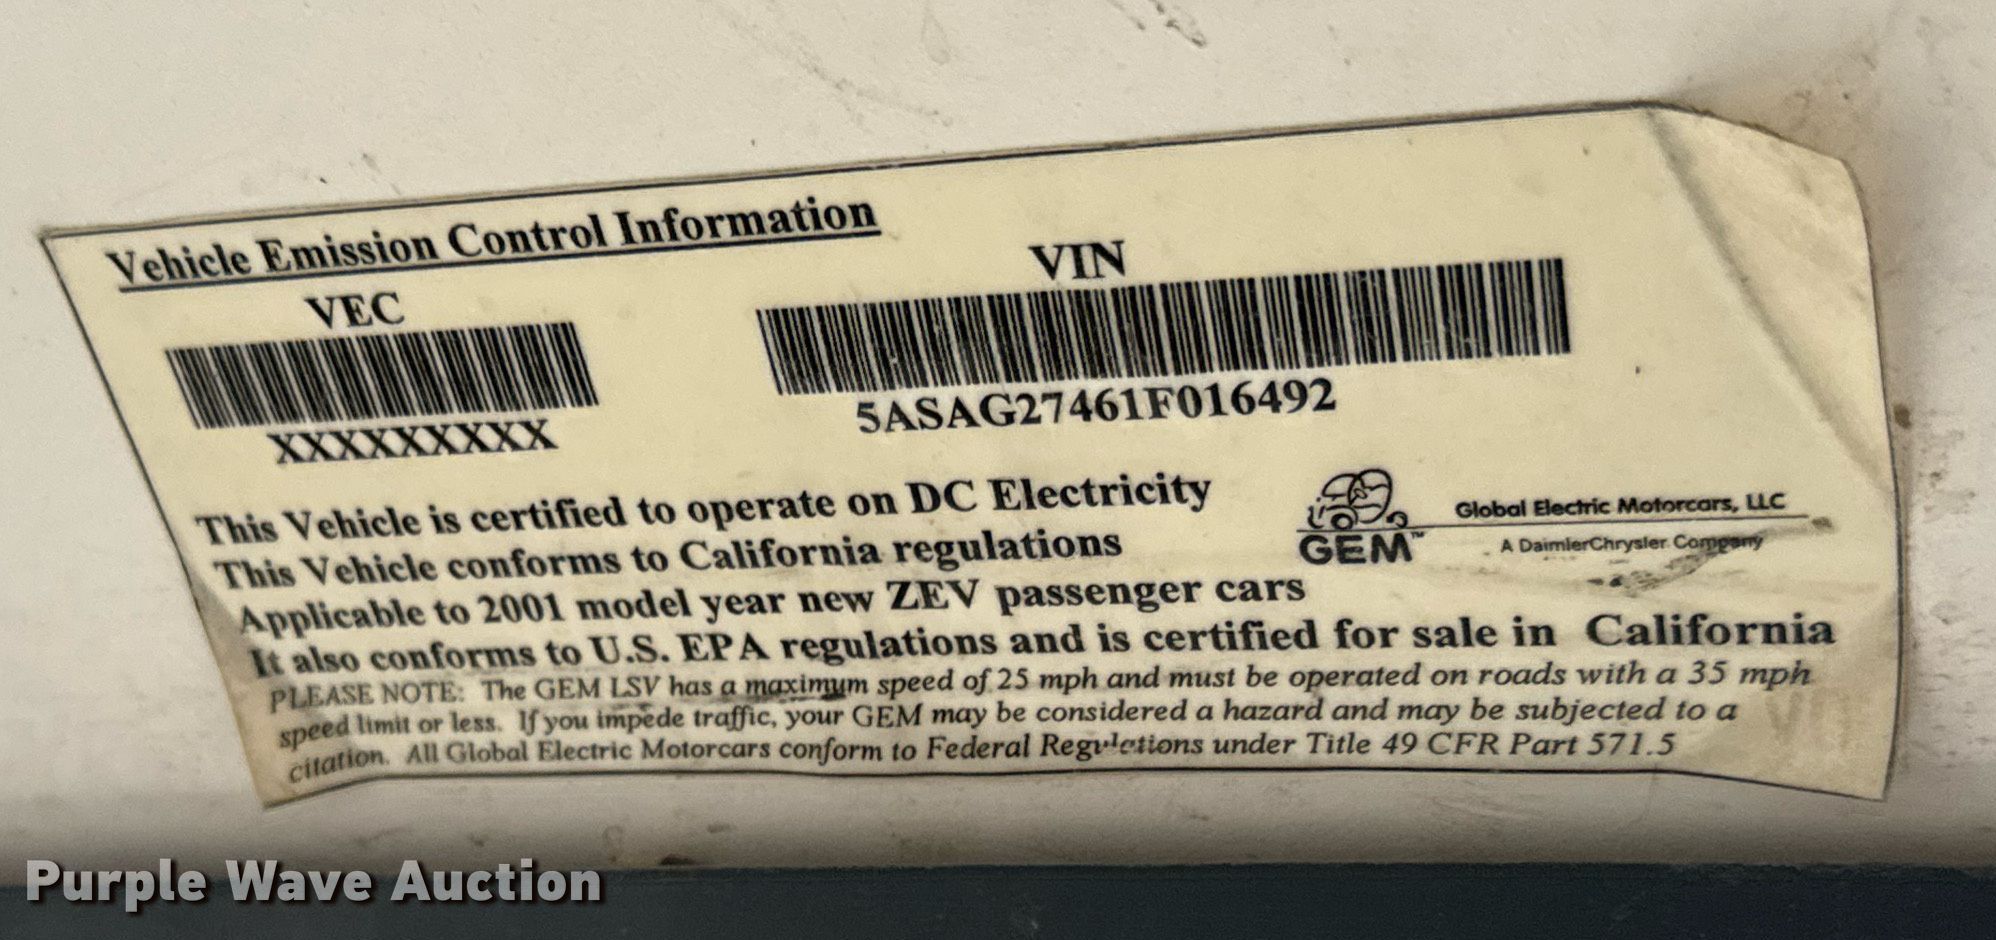 Vehicle Emission Control Information
VEC
VIN
XXXXXXXXX
5ASAG27461F016492
This Vehicle is certified to operate on DC Electricity
This Vehicle conforms to California regulations
Applicable to 2001 model year new ZEV passenger cars
It also conforms to U.S. EPA regulations and is certified for sale in California
GEM™
Global Electric Motorcars, LLC
A DaimlerChrysler Company
PLEASE NOTE: The GEM LSV has a maximum speed of 25 mph and must be operated on roads with a 35 mph
speed limit or less. If you impede traffic, your GEM may be considered a hazard and may be subjected to a
citation. All Global Electric Motorcars conform to Federal Regulations under Title 49 CFR Part 571.5
Purple Wave Auction